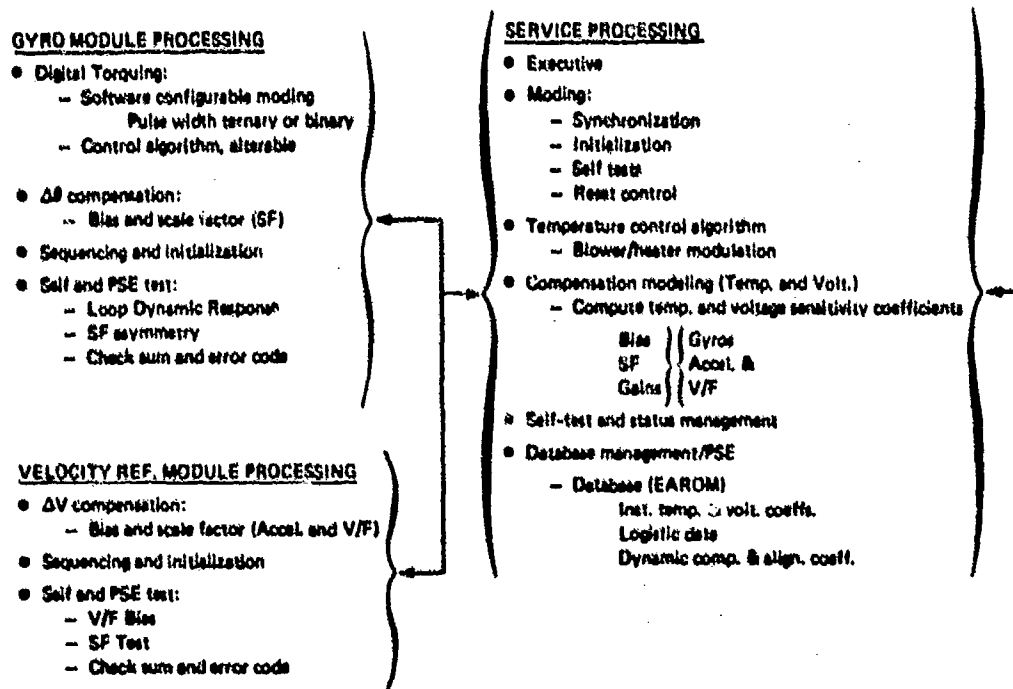 GYRO MODULE PROCESSING
• Digital Torquing:
– Software configurable moding
Pulse width ternary or binary
– Control algorithm, alterable
• Δθ compensation:
– Bias and scale factor (SF)
• Sequencing and initialization
• Self and PSE test:
– Loop Dynamic Response
– SF asymmetry
– Check sum and error code
VELOCITY REF. MODULE PROCESSING
• ΔV compensation:
– Bias and scale factor (Accel. and V/F)
• Sequencing and initialization
• Self and PSE test:
– V/F Bias
– SF Test
– Check sum and error code
SERVICE PROCESSING
• Executive
• Moding:
– Synchronization
– Initialization
– Self tests
– Reset control
• Temperature control algorithm
– Blower/heater modulation
• Compensation modeling (Temp. and Volt.)
– Compute temp. and voltage sensitivity coefficients
Bias Gyros
SF Accel. &
Gains V/F
• Self-test and status management
• Database management/PSE
– Database (EAROM)
Inst. temp. & volt. coeffs.
Logistic data
Dynamic comp. & align. coeff.